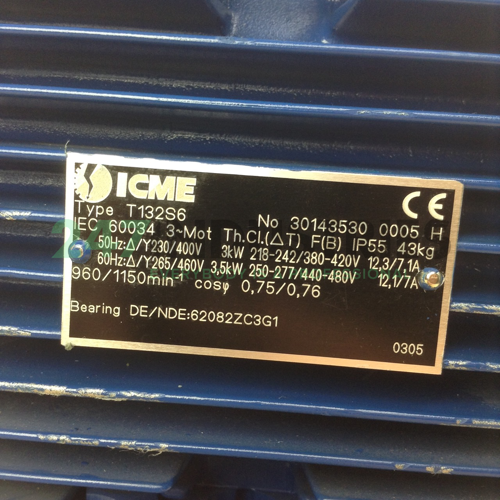 ICME CE
Type T132S6 No 30143530 0005 H
IEC 60034 3-Mot Th.Cl.(ΔT) F(B) IP55 43kg
50Hz:Δ/Y230/400V 3kW 218-242/380-420V 12,3/7,1A
60Hz:Δ/Y265/460V 3,5kW 250-277/440-480V 12,1/7A
960/1150min⁻¹ cosφ 0,75/0,76
Bearing DE/NDE:62082ZC3G1
0305